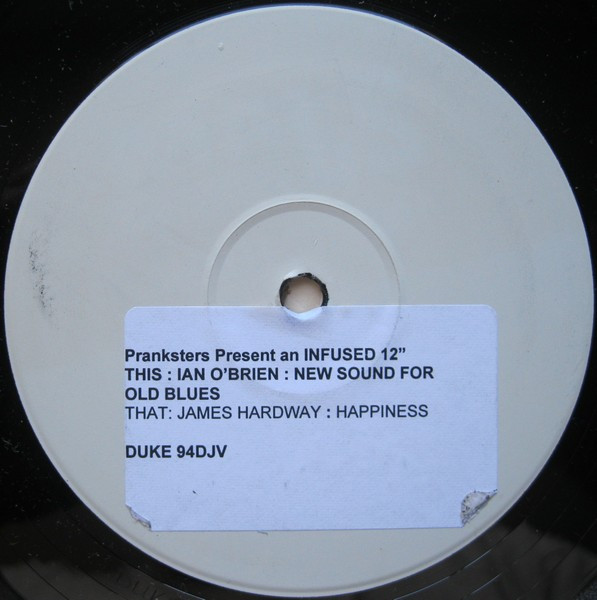 Pranksters Present an INFUSED 12”
THIS : IAN O’BRIEN : NEW SOUND FOR
OLD BLUES
THAT: JAMES HARDWAY : HAPPINESS
DUKE 94DJV